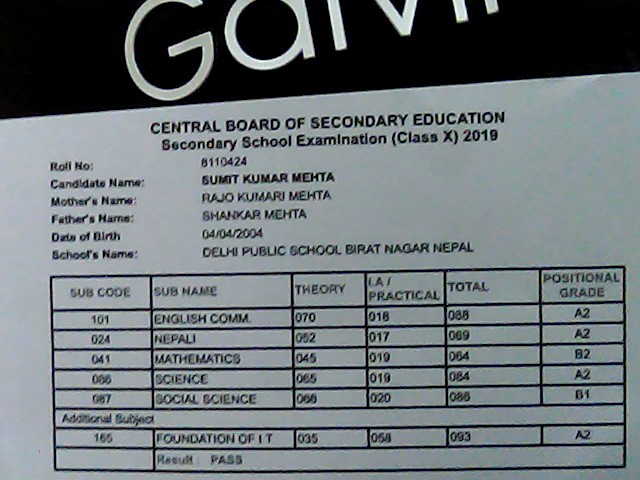 CENTRAL BOARD OF SECONDARY EDUCATION
Secondary School Examination (Class X) 2019
Roll No: 8110424
Candidate Name: SUMIT KUMAR MEHTA
Mother's Name: RAJO KUMARI MEHTA
Father's Name: SHANKAR MEHTA
Date of Birth 04/04/2004
School's Name: DELHI PUBLIC SCHOOL BIRAT NAGAR NEPAL
SUB CODE SUB NAME THEORY I.A / PRACTICAL TOTAL POSITIONAL GRADE
101 ENGLISH COMM. 070 018 088 A2
024 NEPALI 052 017 069 A2
041 MATHEMATICS 045 019 064 B2
086 SCIENCE 065 019 084 A2
087 SOCIAL SCIENCE 066 020 086 B1
Additional Subject
165 FOUNDATION OF I T 035 058 093 A2
Result : PASS